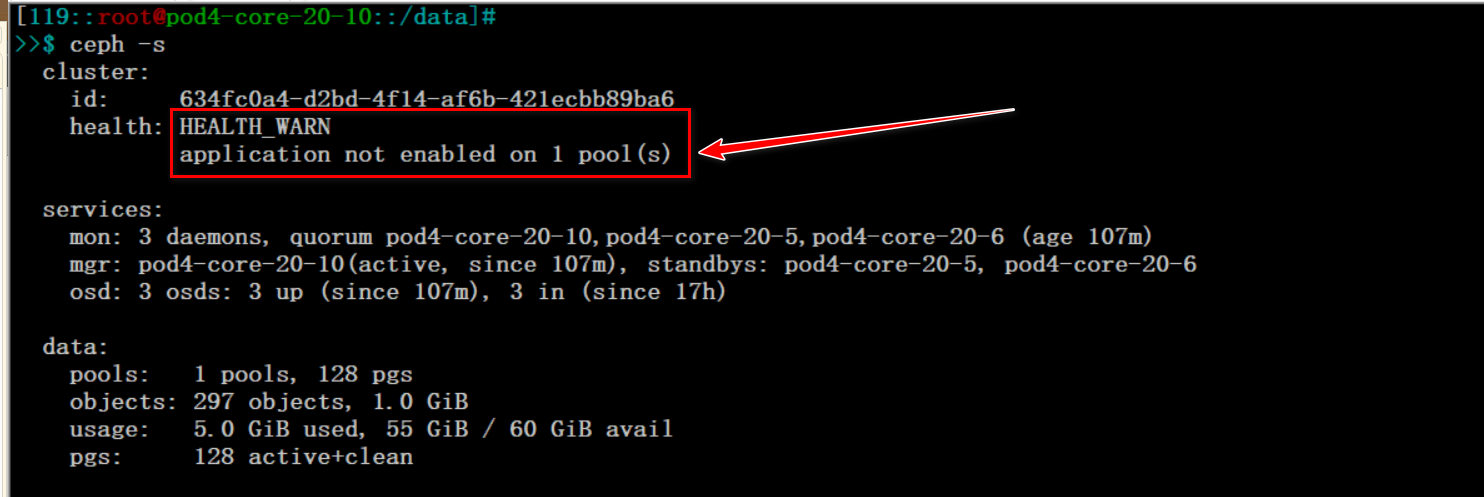 [119::root@pod4-core-20-10::/data]#
>>$ ceph -s
cluster:
id: 634fc0a4-d2bd-4f14-af6b-421ecbb89ba6
health: HEALTH_WARN
application not enabled on 1 pool(s)
services:
mon: 3 daemons, quorum pod4-core-20-10,pod4-core-20-5,pod4-core-20-6 (age 107m)
mgr: pod4-core-20-10(active, since 107m), standbys: pod4-core-20-5, pod4-core-20-6
osd: 3 osds: 3 up (since 107m), 3 in (since 17h)
data:
pools: 1 pools, 128 pgs
objects: 297 objects, 1.0 GiB
usage: 5.0 GiB used, 55 GiB / 60 GiB avail
pgs: 128 active+clean